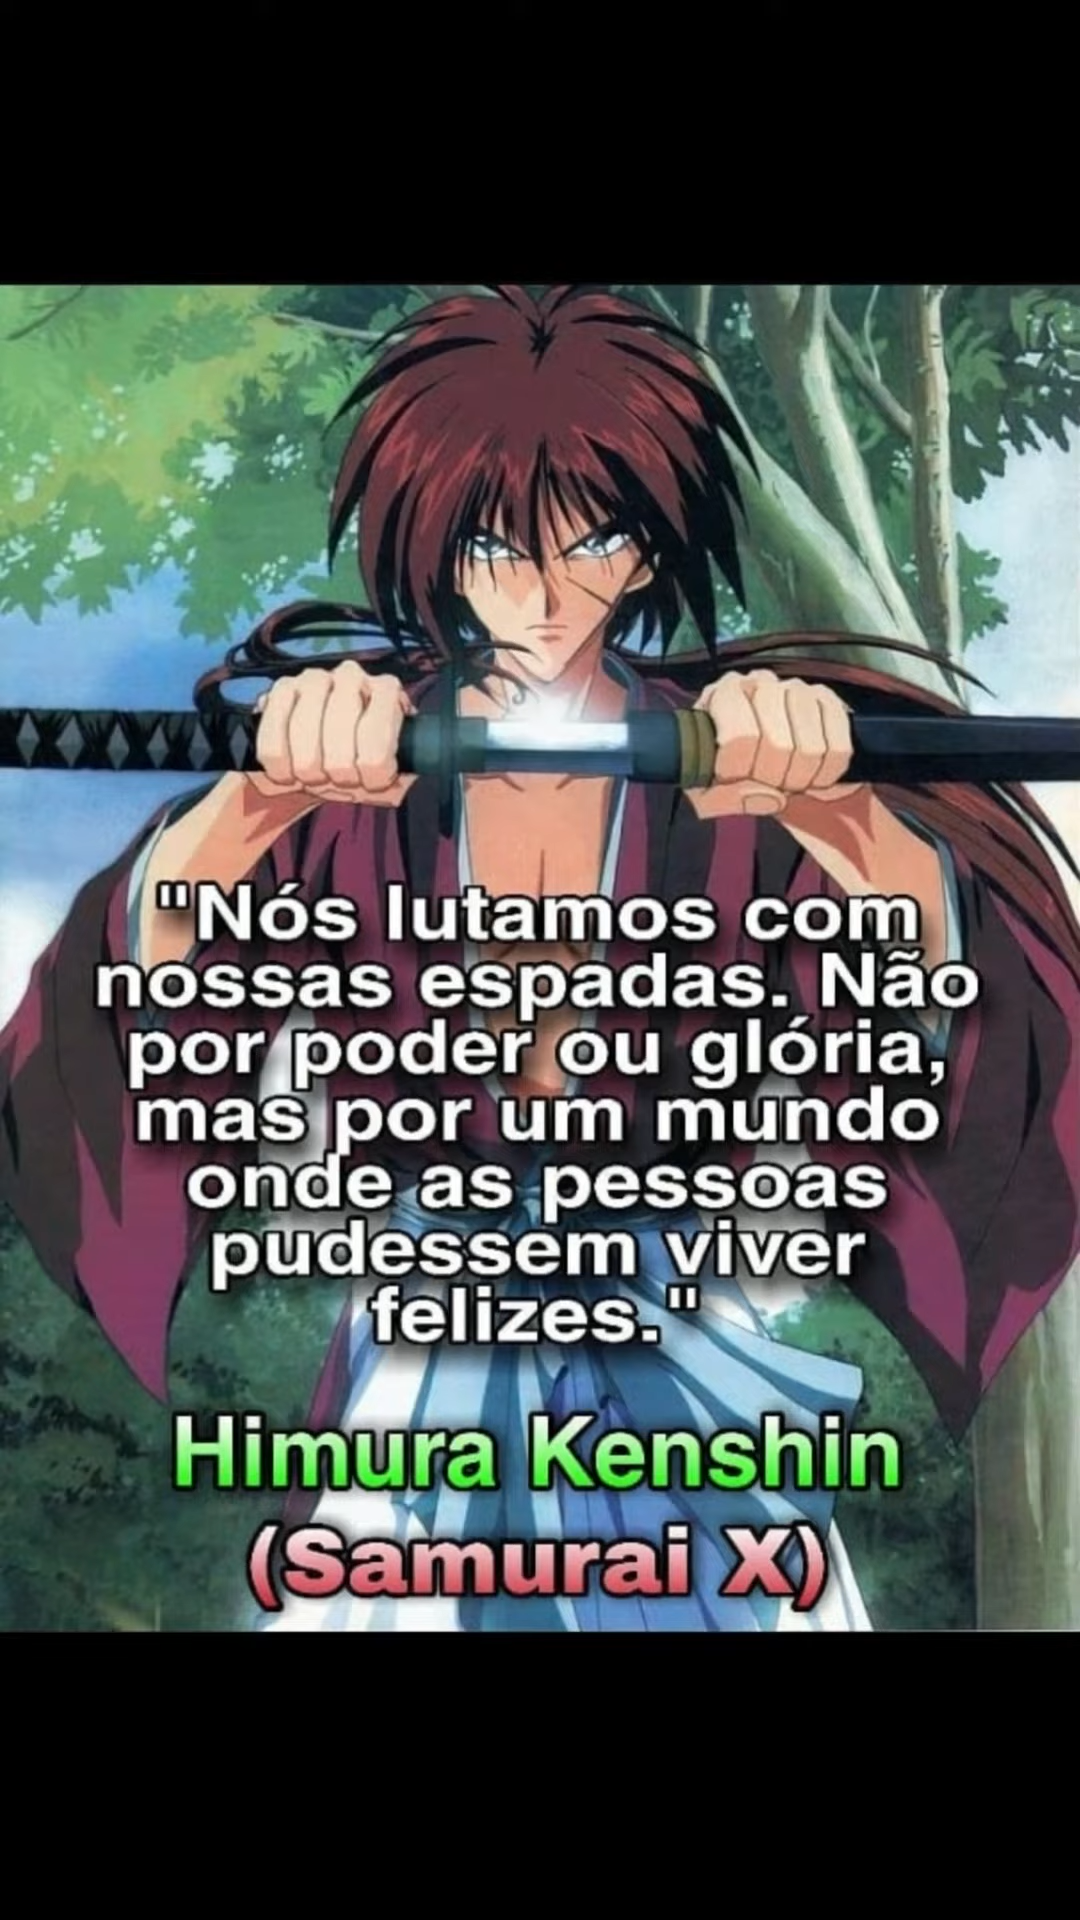 "Nós lutamos com
nossas espadas. Não
por poder ou glória,
mas por um mundo
onde as pessoas
pudessem viver
felizes."
Himura Kenshin
(Samurai X)